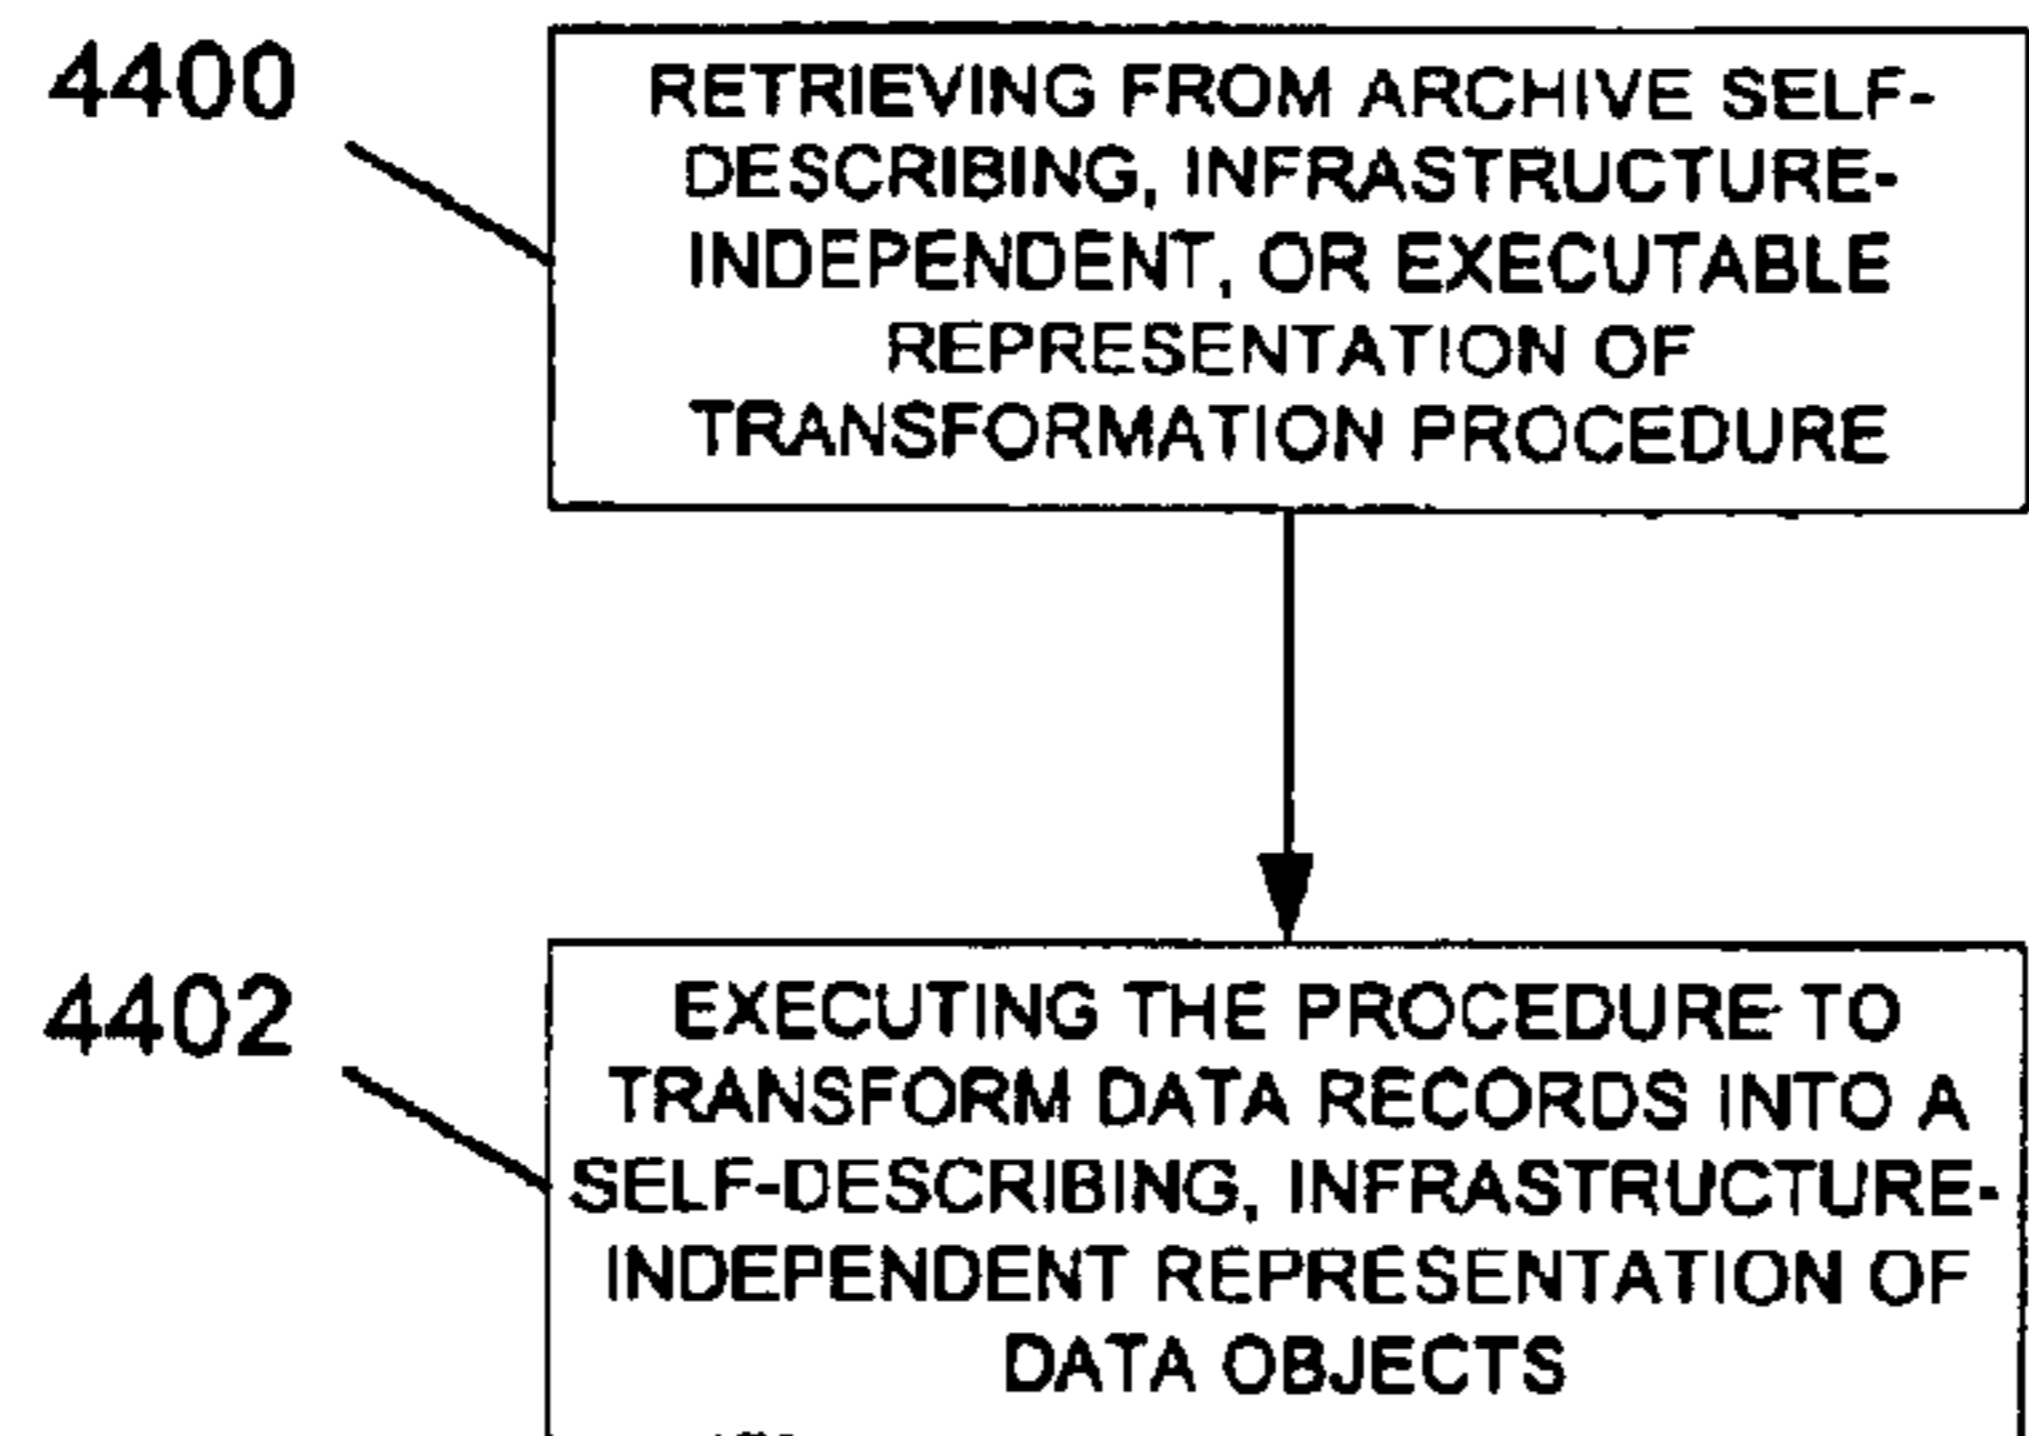 4400
RETRIEVING FROM ARCHIVE SELF-
DESCRIBING, INFRASTRUCTURE-
INDEPENDENT, OR EXECUTABLE
REPRESENTATION OF
TRANSFORMATION PROCEDURE
4402
EXECUTING THE PROCEDURE TO
TRANSFORM DATA RECORDS INTO A
SELF-DESCRIBING, INFRASTRUCTURE-
INDEPENDENT REPRESENTATION OF
DATA OBJECTS